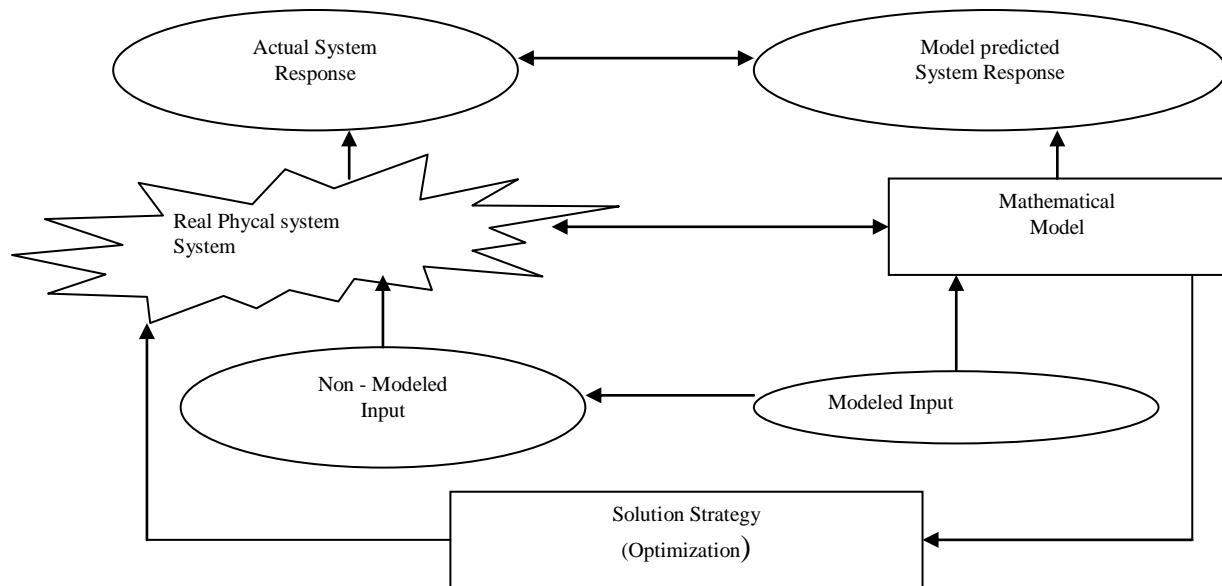 Actual System
Response
Model predicted
System Response
Real Phycal system
System
Mathematical
Model
Non - Modeled
Input
Modeled Input
Solution Strategy
(Optimization)